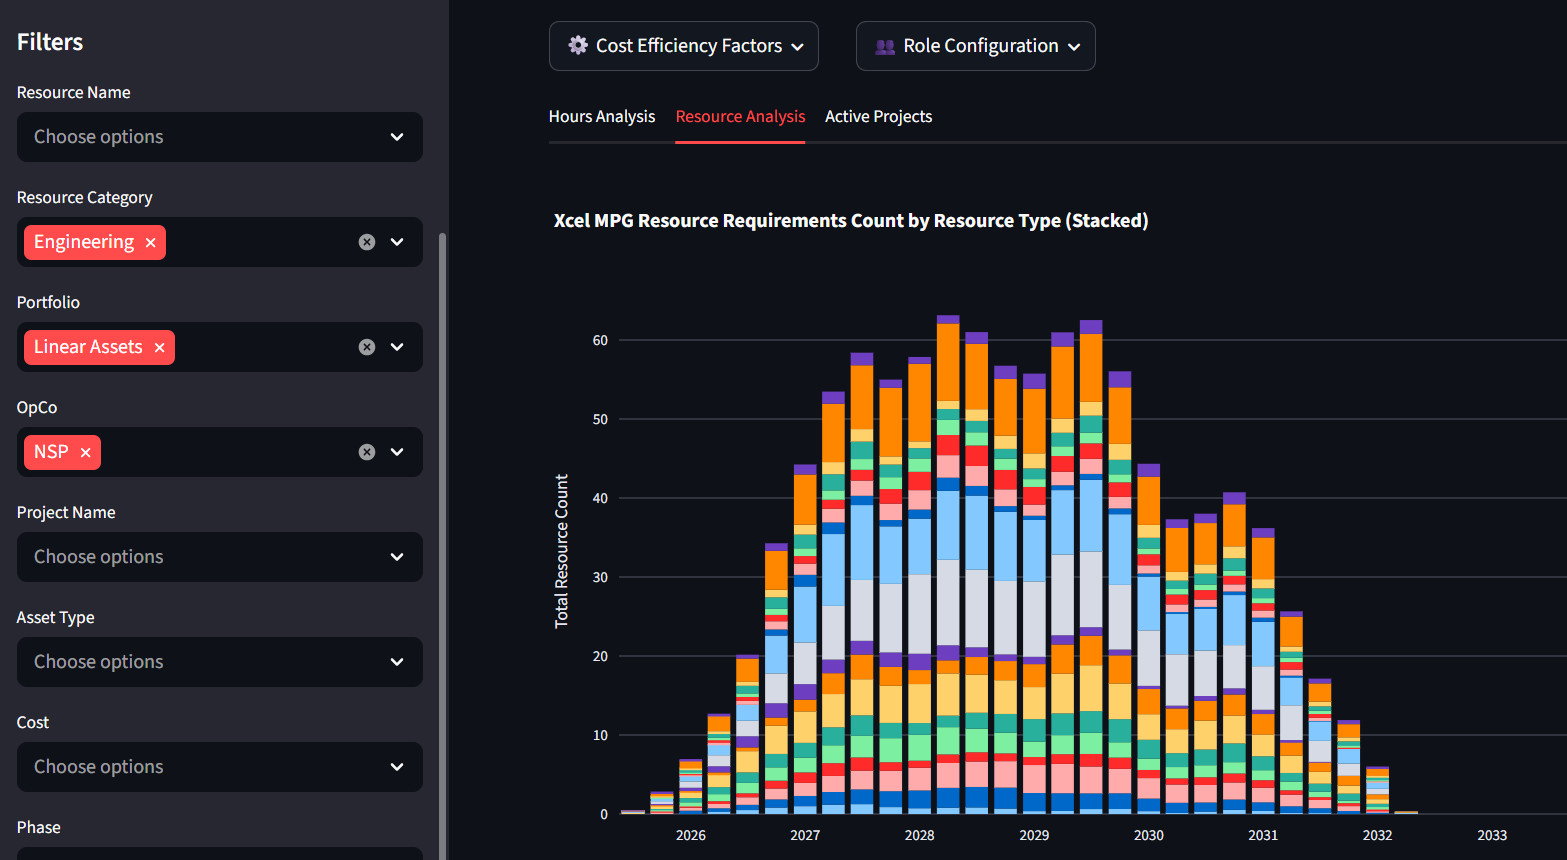 Filters
Resource Name
Choose options
Resource Category
Engineering
Portfolio
Linear Assets
OpCo
NSP
Project Name
Choose options
Asset Type
Choose options
Cost
Choose options
Phase
Cost Efficiency Factors
Role Configuration
Hours Analysis Resource Analysis Active Projects
Xcel MPG Resource Requirements Count by Resource Type (Stacked)
Total Resource Count
60
50
40
30
20
10
0
2026 2027 2028 2029 2030 2031 2032 2033